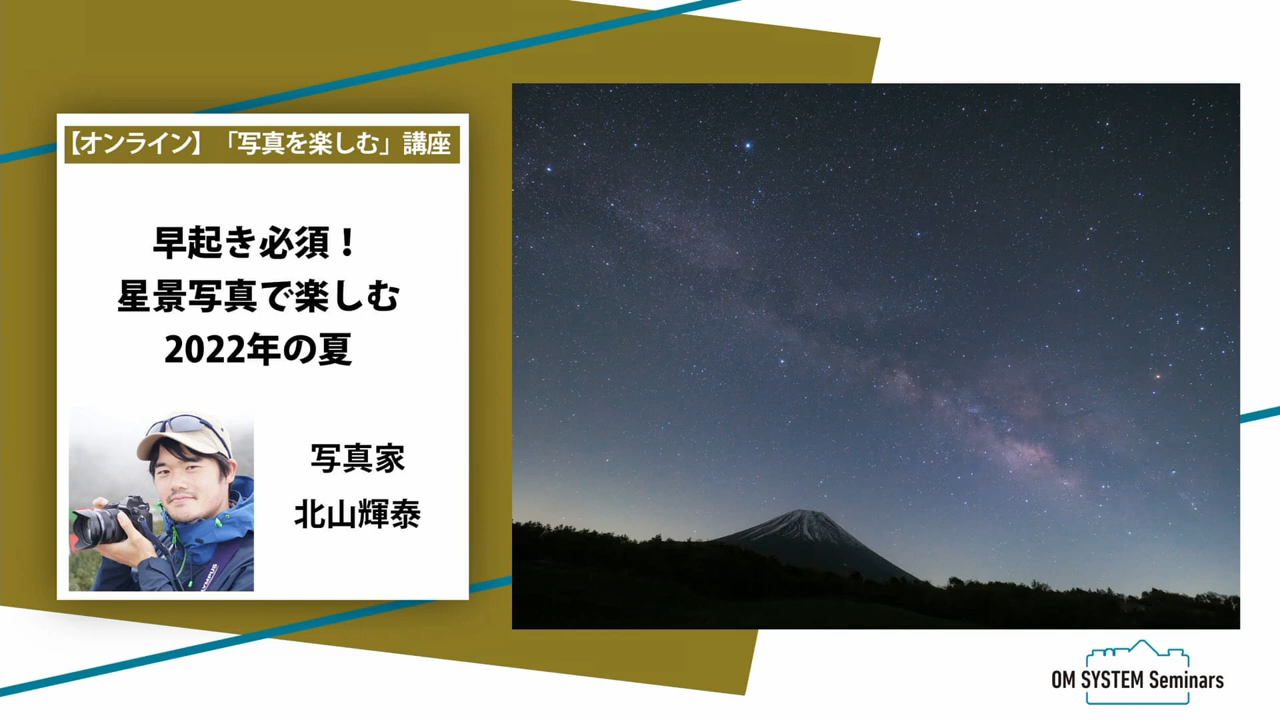 【オンライン】「写真を楽しむ」講座
早起き必須！
星景写真で楽しむ
2022年の夏
写真家
北山輝泰
OLYMPUS
OM SYSTEM Seminars